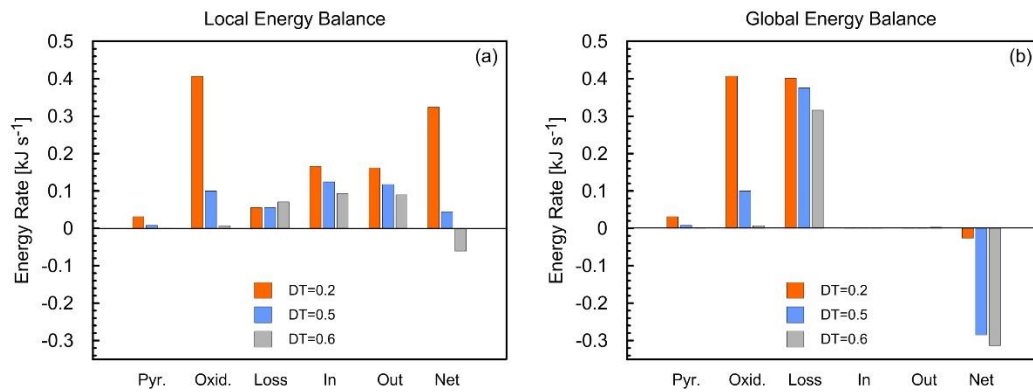 Local Energy Balance
(a)
Energy Rate [kJ s⁻¹]
0.5
0.4
0.3
0.2
0.1
0
-0.1
-0.2
-0.3
DT=0.2
DT=0.5
DT=0.6
Pyr. Oxid. Loss In Out Net
Global Energy Balance
(b)
Energy Rate [kJ s⁻¹]
0.5
0.4
0.3
0.2
0.1
0
-0.1
-0.2
-0.3
DT=0.2
DT=0.5
DT=0.6
Pyr. Oxid. Loss In Out Net